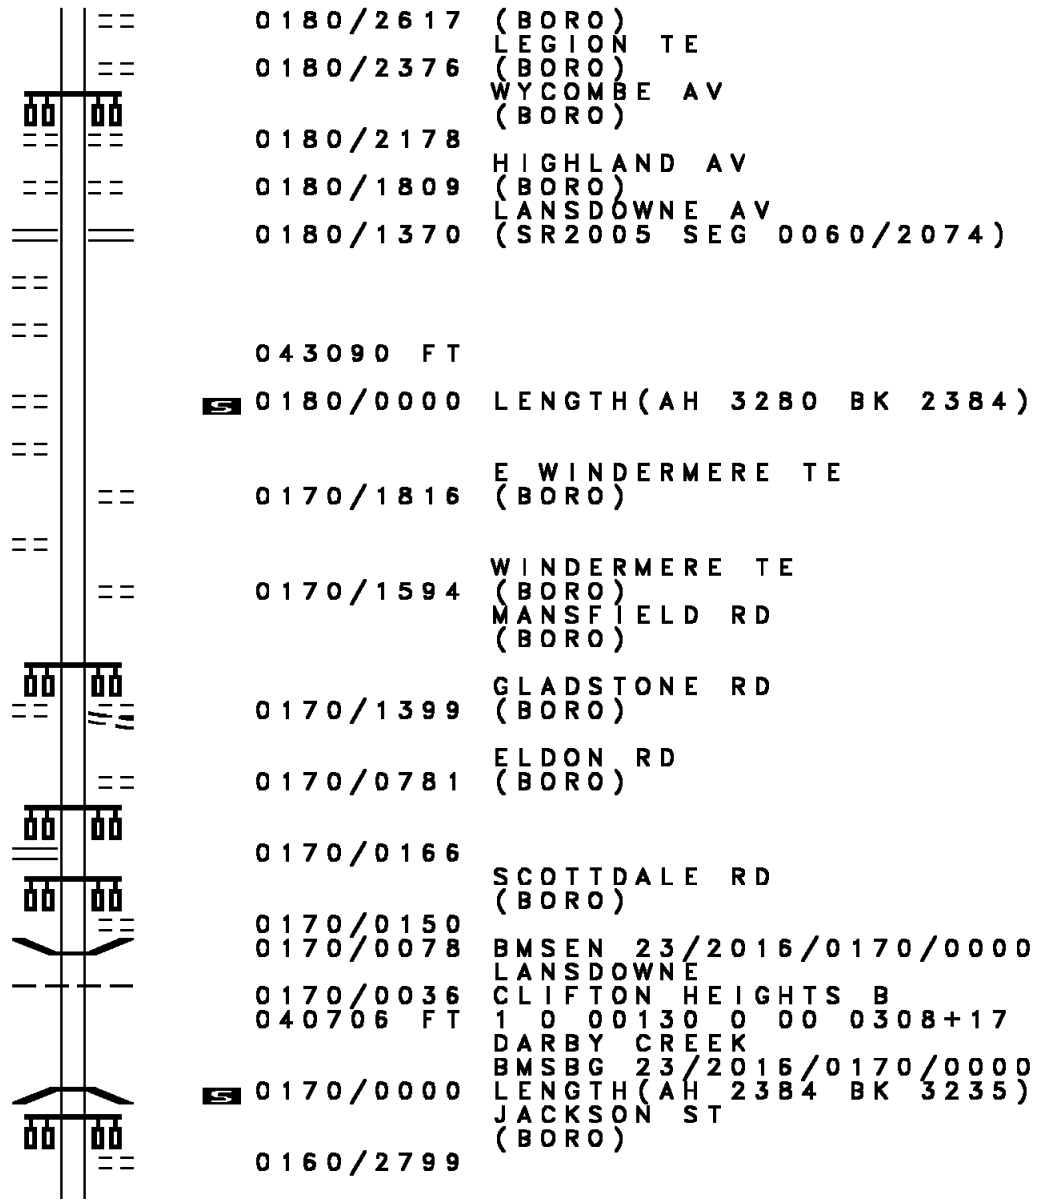 0180/2617 (BORO)
LEGION TE
0180/2376 (BORO)
WYCOMBE AV
(BORO)
0180/2178
HIGHLAND AV
0180/1809 (BORO)
LANSDOWNE AV
0180/1370 (SR2005 SEG 0060/2074)
043090 FT
S 0180/0000 LENGTH(AH 3280 BK 2384)
E WINDERMERE TE
0170/1816 (BORO)
WINDERMERE TE
0170/1594 (BORO)
MANSFIELD RD
(BORO)
GLADSTONE RD
0170/1399 (BORO)
ELDON RD
0170/0781 (BORO)
0170/0166
SCOTTDALE RD
(BORO)
0170/0150
0170/0078 BMSEN 23/2016/0170/0000
LANSDOWNE
0170/0036 CLIFTON HEIGHTS B
040706 FT 1 0 00130 0 00 0308+17
DARBY CREEK
BMSBG 23/2016/0170/0000
S 0170/0000 LENGTH(AH 2384 BK 3235)
JACKSON ST
(BORO)
0160/2799